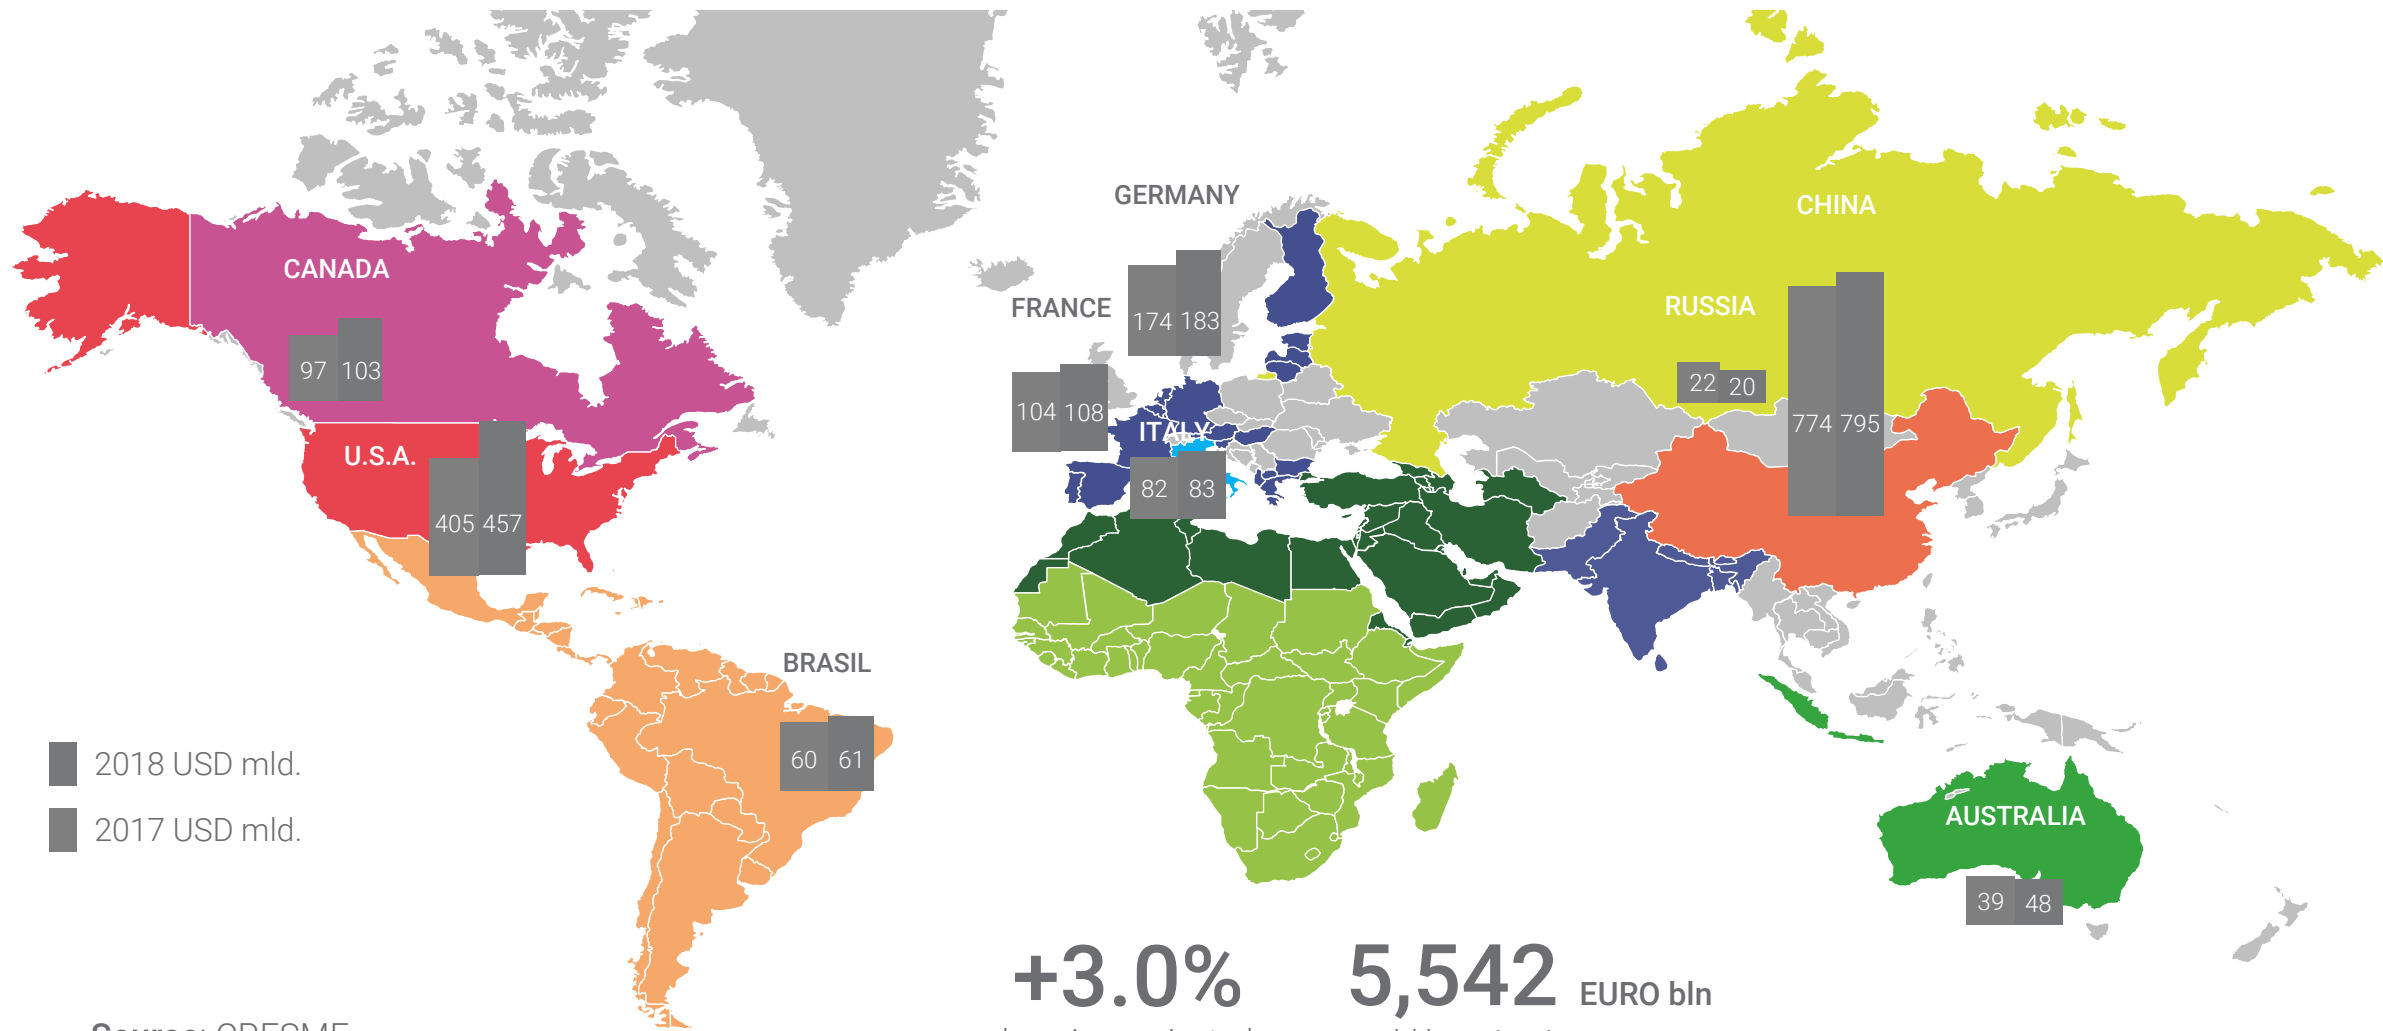 GERMANY
CHINA
CANADA
FRANCE
RUSSIA
174 183
97 103
22 20
104 108
774 795
ITALY
U.S.A.
82 83
405 457
BRASIL
60 61
2018 USD mld.
2017 USD mld.
AUSTRALIA
39 48
+3.0% 5,542 EURO bln
Source: CRESME